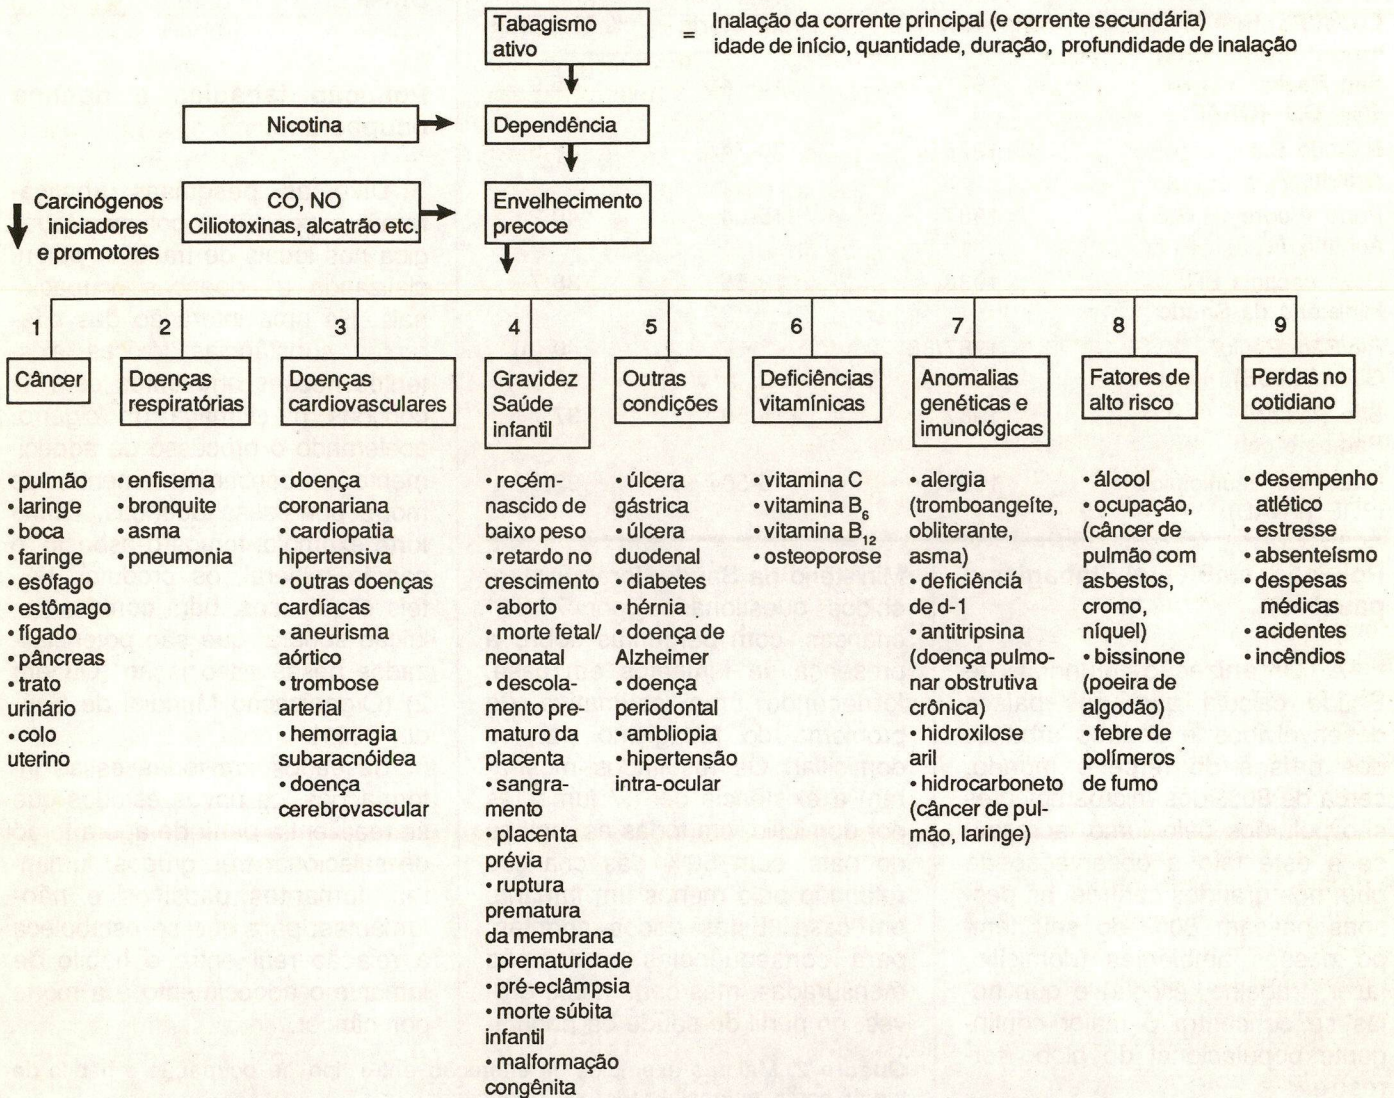 Tabagismo
ativo
= Inalação da corrente principal (e corrente secundária)
idade de início, quantidade, duração, profundidade de inalação
Nicotina
Dependência
Carcinógenos
iniciadores
e promotores
CO, NO
Ciliotoxinas, alcatrão etc.
Envelhecimento
precoce
1
Câncer
• pulmão
• laringe
• boca
• faringe
• esôfago
• estômago
• fígado
• pâncreas
• trato
urinário
• colo
uterino
2
Doenças
respiratórias
• enfisema
• bronquite
• asma
• pneumonia
3
Doenças
cardiovasculares
• doença
coronariana
• cardiopatia
hipertensiva
• outras doenças
cardíacas
• aneurisma
aórtico
• trombose
arterial
• hemorragia
subaracnóidea
• doença
cerebrovascular
4
Gravidez
Saúde
infantil
• recém-
nascido de
baixo peso
• retardo no
crescimento
• aborto
• morte fetal/
neonatal
• descola-
mento pre-
maturo da
placenta
• sangra-
mento
• placenta
prévia
• ruptura
prematura
da membrana
• prematuridade
• pré-eclâmpsia
• morte súbita
infantil
• malformação
congênita
5
Outras
condições
• úlcera
gástrica
• úlcera
duodenal
• diabetes
• hérnia
• doença de
Alzheimer
• doença
periodontal
• ambliopia
• hipertensão
intra-ocular
6
Deficiências
vitamínicas
• vitamina C
• vitamina B6
• vitamina B12
• osteoporose
7
Anomalias
genéticas e
imunológicas
• alergia
(tromboangeíte,
obliterante,
asma)
• deficiência
de d-1
• antitripsina
(doença pulmo-
nar obstrutiva
crônica)
• hidroxilose
aril
• hidrocarboneto
(câncer de pul-
mão, laringe)
8
Fatores de
alto risco
• álcool
• ocupação,
(câncer de
pulmão com
asbestos,
cromo,
níquel)
• bissinone
(poeira de
algodão)
• febre de
polímeros
de fumo
9
Perdas no
cotidiano
• desempenho
atlético
• estresse
• absenteísmo
• despesas
médicas
• acidentes
• incêndios